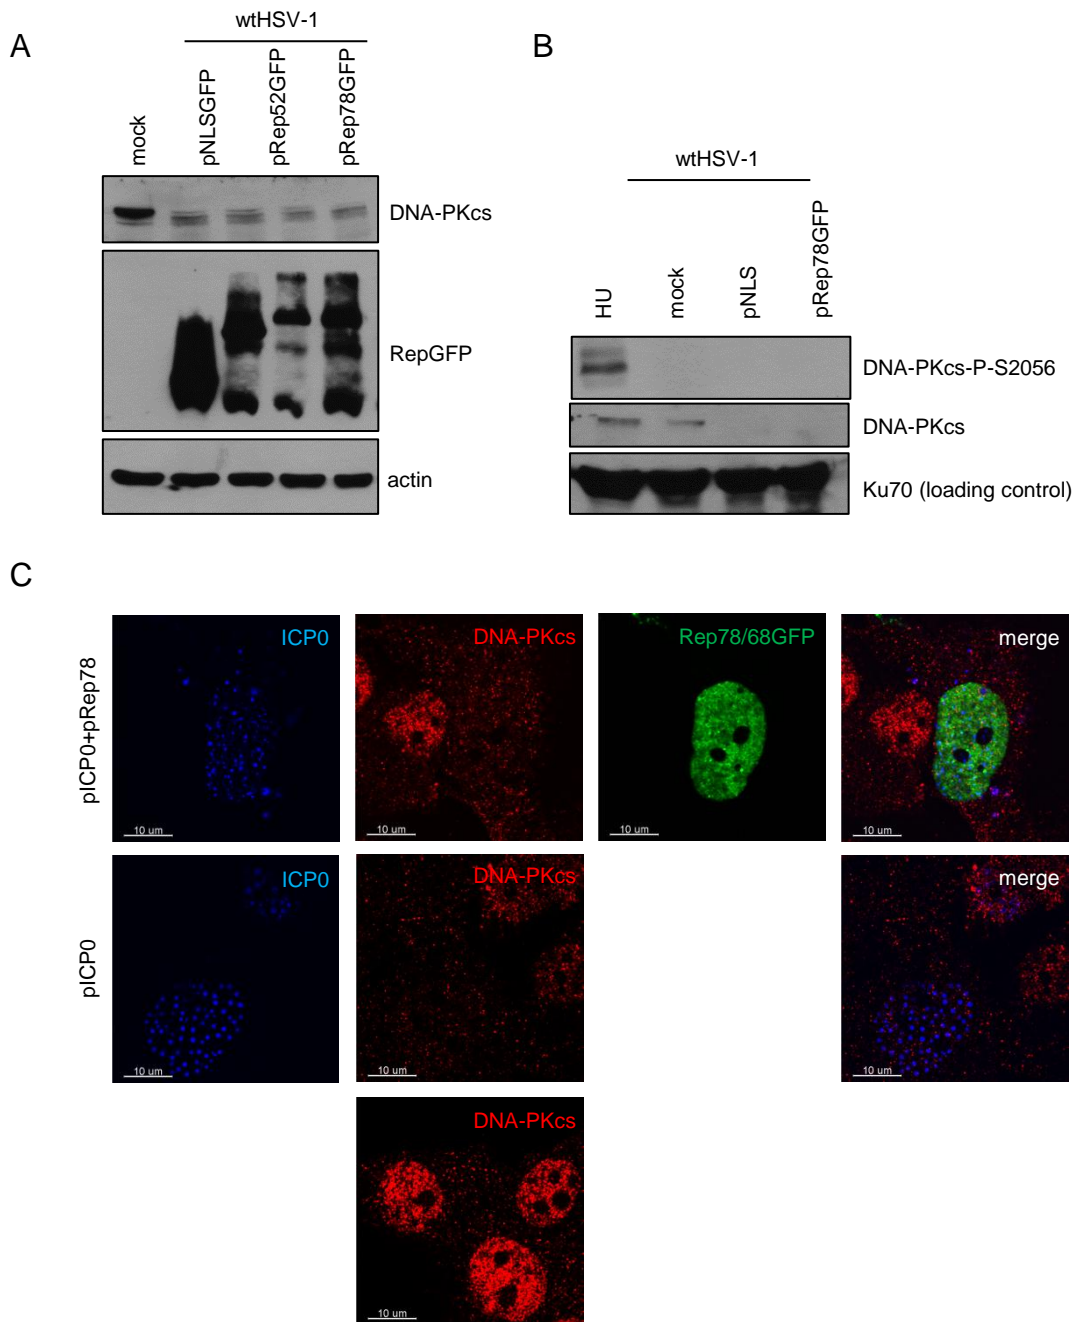 A
wtHSV-1
mock
pNLSGFP
pRep52GFP
pRep78GFP
DNA-PKcs
RepGFP
actin
B
wtHSV-1
HU
mock
pNLS
pRep78GFP
DNA-PKcs-P-S2056
DNA-PKcs
Ku70 (loading control)
C
pICP0+pRep78
ICP0
10 um
DNA-PKcs
10 um
Rep78/68GFP
10 um
merge
10 um
pICP0
ICP0
10 um
DNA-PKcs
10 um
merge
10 um
DNA-PKcs
10 um